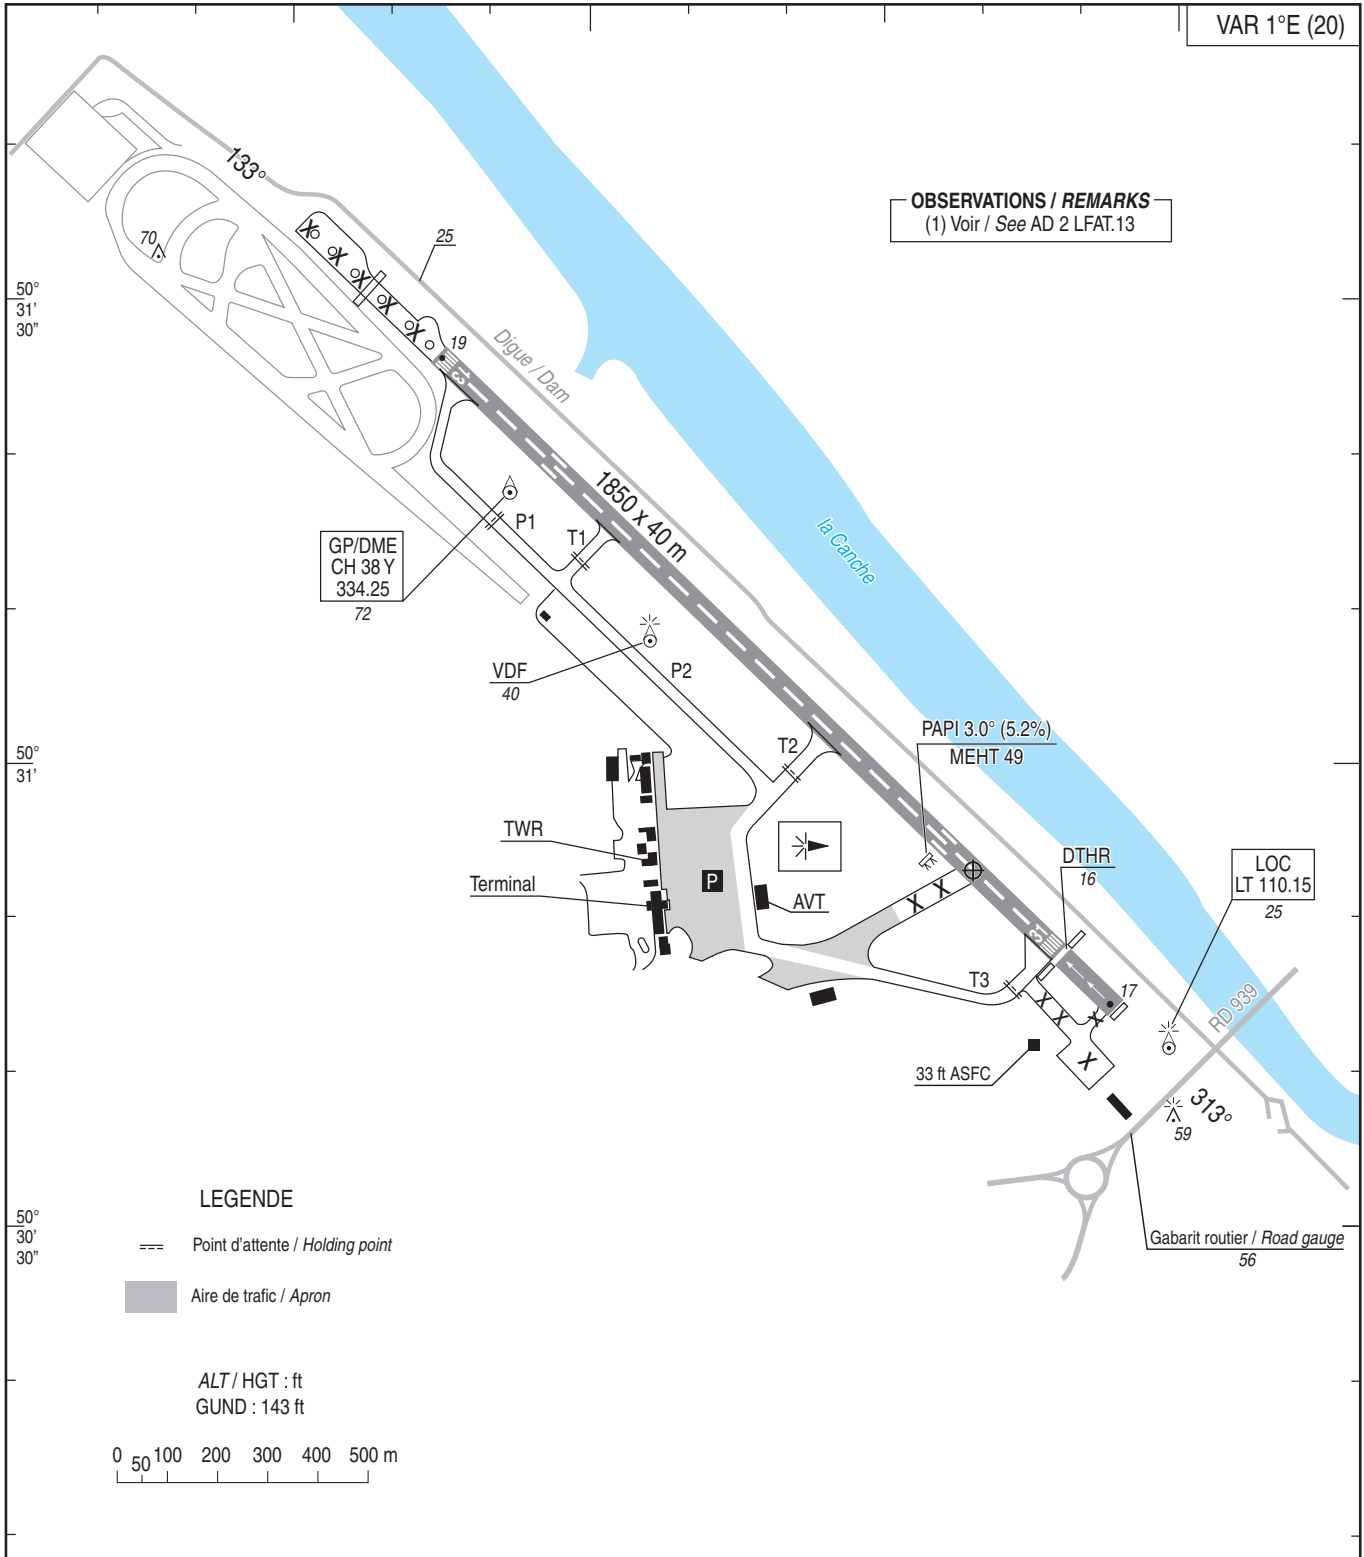 VAR 1°E (20)
133°
OBSERVATIONS / REMARKS
(1) Voir / See AD 2 LFAT.13
70
25
50°
31'
30"
19
Digue / Dam
1850 x 40 m
la Canche
P1
T1
GP/DME
CH 38 Y
334.25
72
VDF
40
P2
PAPI 3.0° (5.2%)
MEHT 49
T2
50°
31'
TWR
DTHR
16
LOC
LT 110.15
25
Terminal
P
AVT
T3
17
RD 939
33 ft ASFC
313°
59
LEGENDE
50°
30'
30"
Point d'attente / Holding point
Gabarit routier / Road gauge
56
Aire de trafic / Apron
ALT / HGT : ft
GUND : 143 ft
0 50 100 200 300 400 500 m